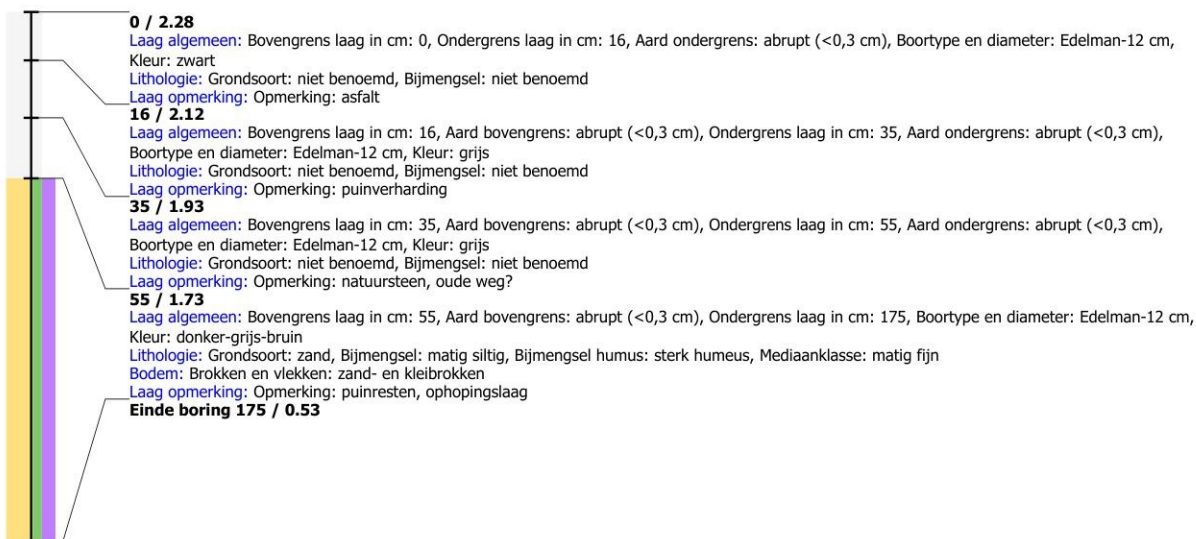 0 / 2.28
Laag algemeen: Bovengrens laag in cm: 0, Ondergrens laag in cm: 16, Aard ondergrens: abrupt (<0,3 cm), Boortype en diameter: Edelman-12 cm,
Kleur: zwart
Lithologie: Grondsoort: niet benoemd, Bijmengsel: niet benoemd
Laag opmerking: Opmerking: asfalt
16 / 2.12
Laag algemeen: Bovengrens laag in cm: 16, Aard bovengrens: abrupt (<0,3 cm), Ondergrens laag in cm: 35, Aard ondergrens: abrupt (<0,3 cm),
Boortype en diameter: Edelman-12 cm, Kleur: grijs
Lithologie: Grondsoort: niet benoemd, Bijmengsel: niet benoemd
Laag opmerking: Opmerking: puinverharding
35 / 1.93
Laag algemeen: Bovengrens laag in cm: 35, Aard bovengrens: abrupt (<0,3 cm), Ondergrens laag in cm: 55, Aard ondergrens: abrupt (<0,3 cm),
Boortype en diameter: Edelman-12 cm, Kleur: grijs
Lithologie: Grondsoort: niet benoemd, Bijmengsel: niet benoemd
Laag opmerking: Opmerking: natuursteen, oude weg?
55 / 1.73
Laag algemeen: Bovengrens laag in cm: 55, Aard bovengrens: abrupt (<0,3 cm), Ondergrens laag in cm: 175, Boortype en diameter: Edelman-12 cm,
Kleur: donker-grijs-bruin
Lithologie: Grondsoort: zand, Bijmengsel: matig siltig, Bijmengsel humus: sterk humeus, Mediaanklasse: matig fijn
Bodem: Brokken en vlekken: zand- en kleibrokken
Laag opmerking: Opmerking: puinresten, ophopingslaag
Einde boring 175 / 0.53